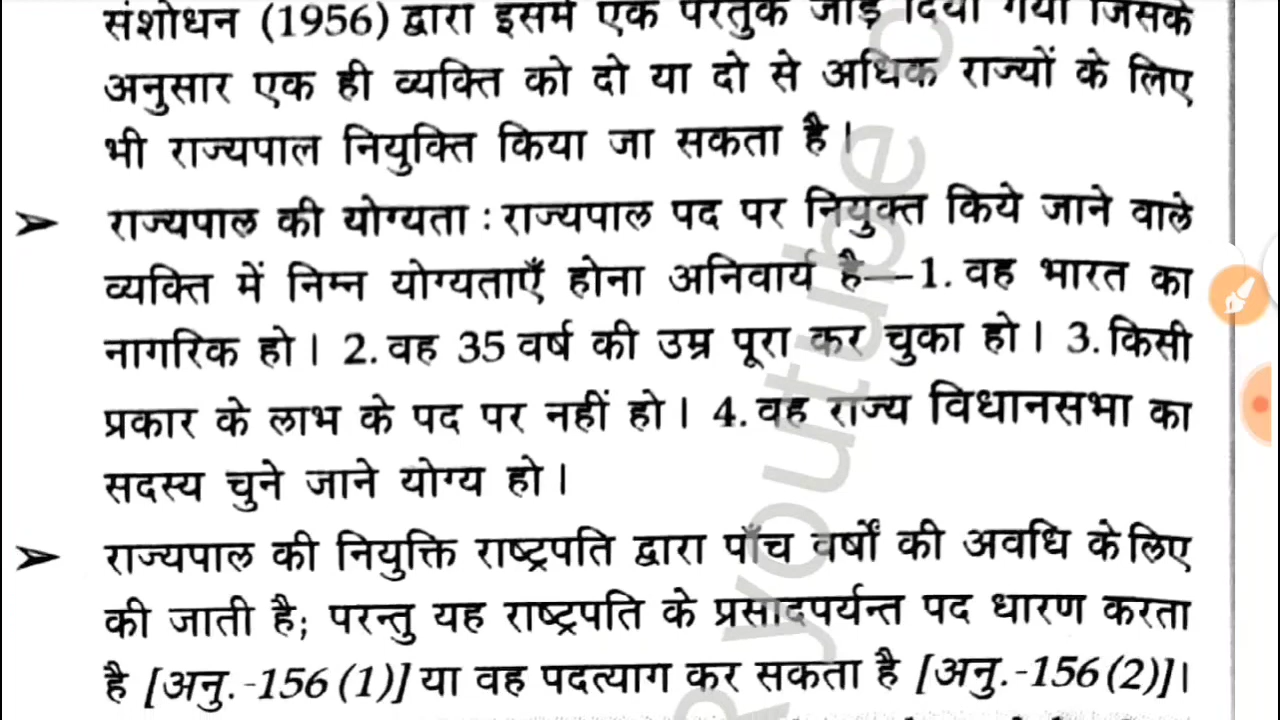 संशोधन (1956) द्वारा इसमें एक परंतुक जोड़ दिया गया जिसके
अनुसार एक ही व्यक्ति को दो या दो से अधिक राज्यों के लिए
भी राज्यपाल नियुक्ति किया जा सकता है।
➢ राज्यपाल की योग्यता : राज्यपाल पद पर नियुक्त किये जाने वाले
व्यक्ति में निम्न योग्यताएँ होना अनिवार्य है—1. वह भारत का
नागरिक हो। 2. वह 35 वर्ष की उम्र पूरा कर चुका हो। 3. किसी
प्रकार के लाभ के पद पर नहीं हो। 4. वह राज्य विधानसभा का
सदस्य चुने जाने योग्य हो।
➢ राज्यपाल की नियुक्ति राष्ट्रपति द्वारा पाँच वर्षों की अवधि के लिए
की जाती है; परन्तु यह राष्ट्रपति के प्रसादपर्यन्त पद धारण करता
है [अनु.-156 (1)] या वह पदत्याग कर सकता है [अनु.-156 (2)]।
R youtube c